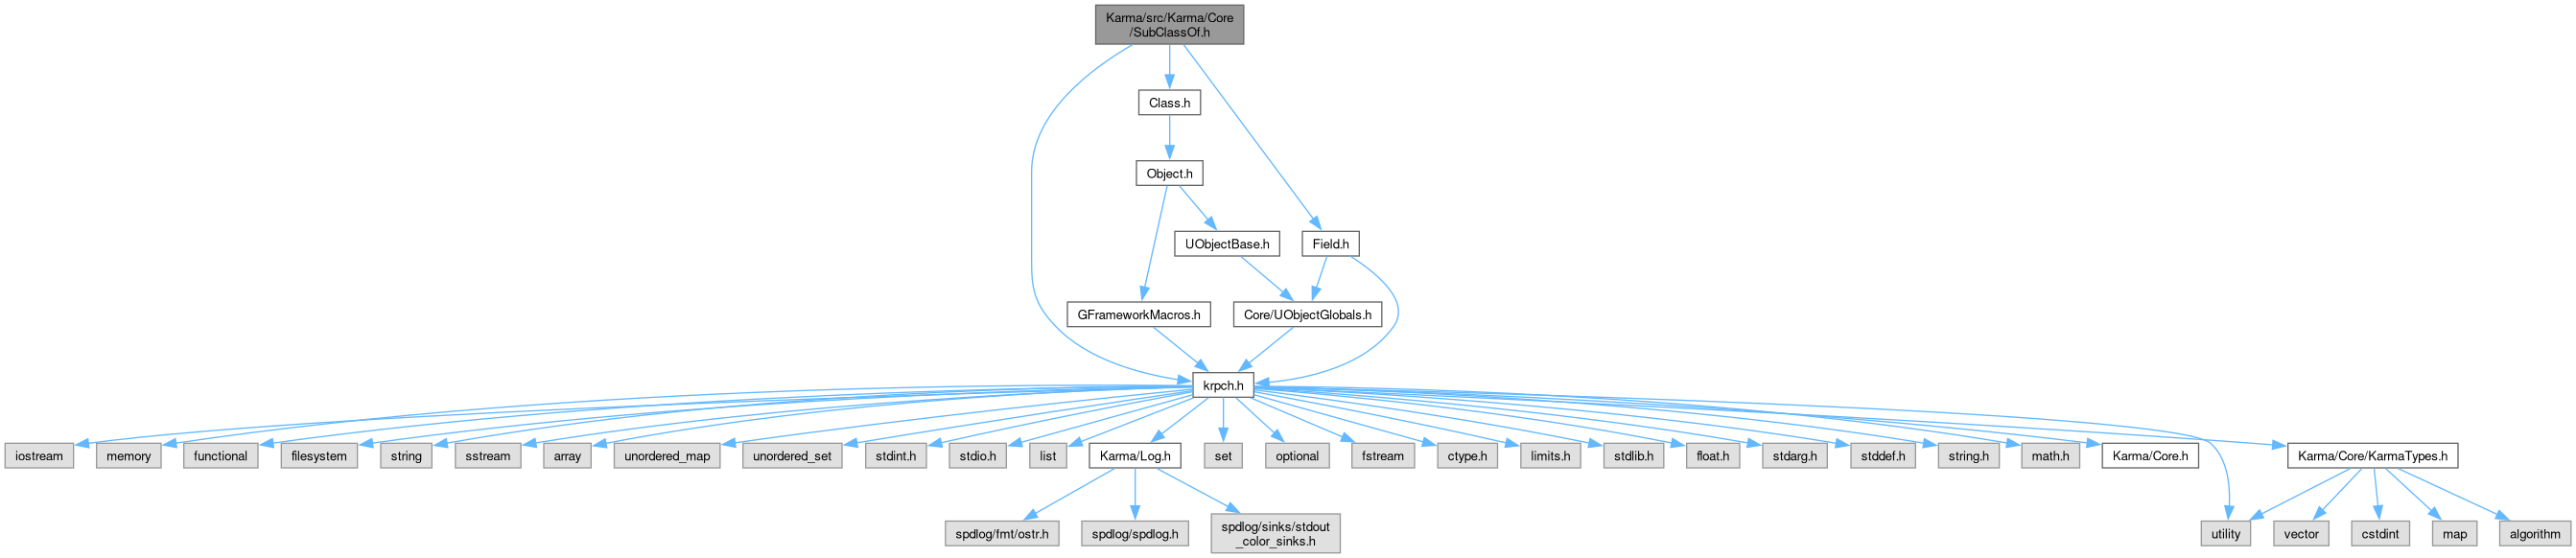 Karma/src/Karma/Core
/SubClassOf.h
Class.h
Object.h
UObjectBase.h
Field.h
GFrameworkMacros.h
Core/UObjectGlobals.h
krpch.h
iostream
memory
functional
filesystem
string
sstream
array
unordered_map
unordered_set
stdint.h
stdio.h
list
Karma/Log.h
set
optional
fstream
ctype.h
limits.h
stdlib.h
float.h
stdarg.h
stddef.h
string.h
math.h
Karma/Core.h
Karma/Core/KarmaTypes.h
spdlog/fmt/ostr.h
spdlog/spdlog.h
spdlog/sinks/stdout
_color_sinks.h
utility
vector
cstdint
map
algorithm